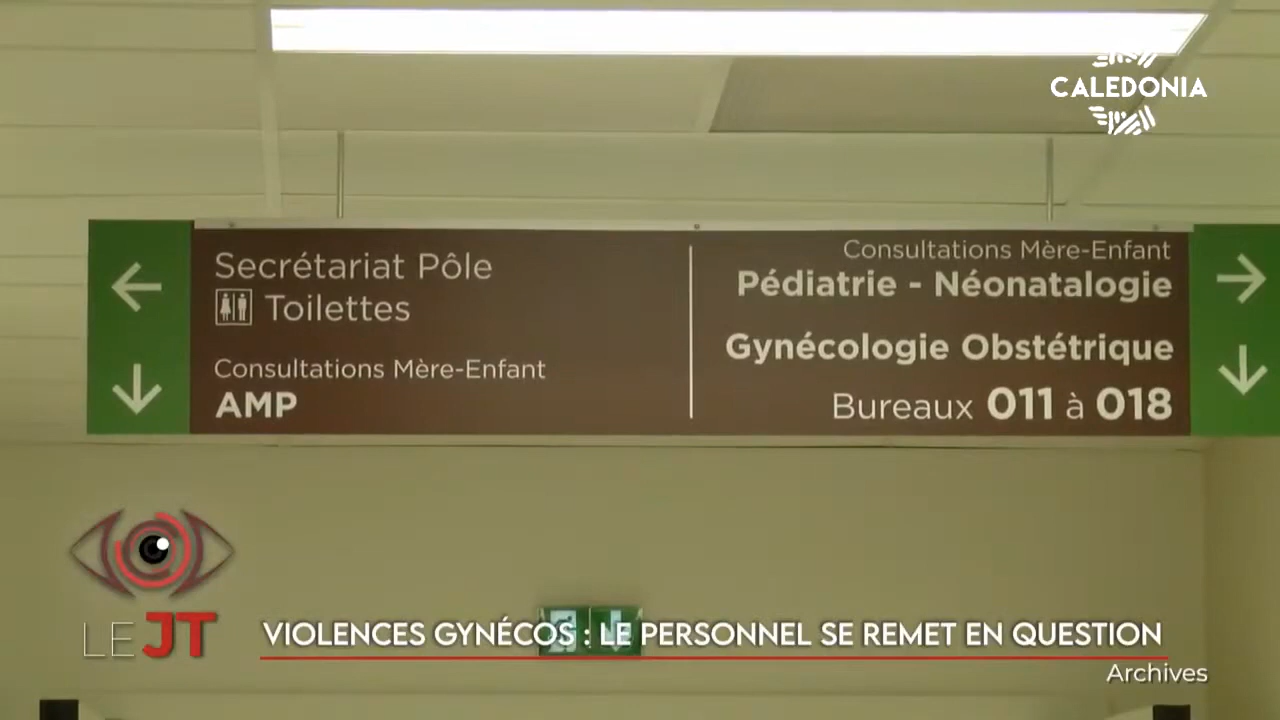 CALEDONIA
Secrétariat Pôle
Toilettes
Consultations Mère-Enfant
AMP
Consultations Mère-Enfant
Pédiatrie - Néonatalogie
Gynécologie Obstétrique
Bureaux 011 à 018
LE JT
VIOLENCES GYNÉCOS : LE PERSONNEL SE REMET EN QUESTION
Archives